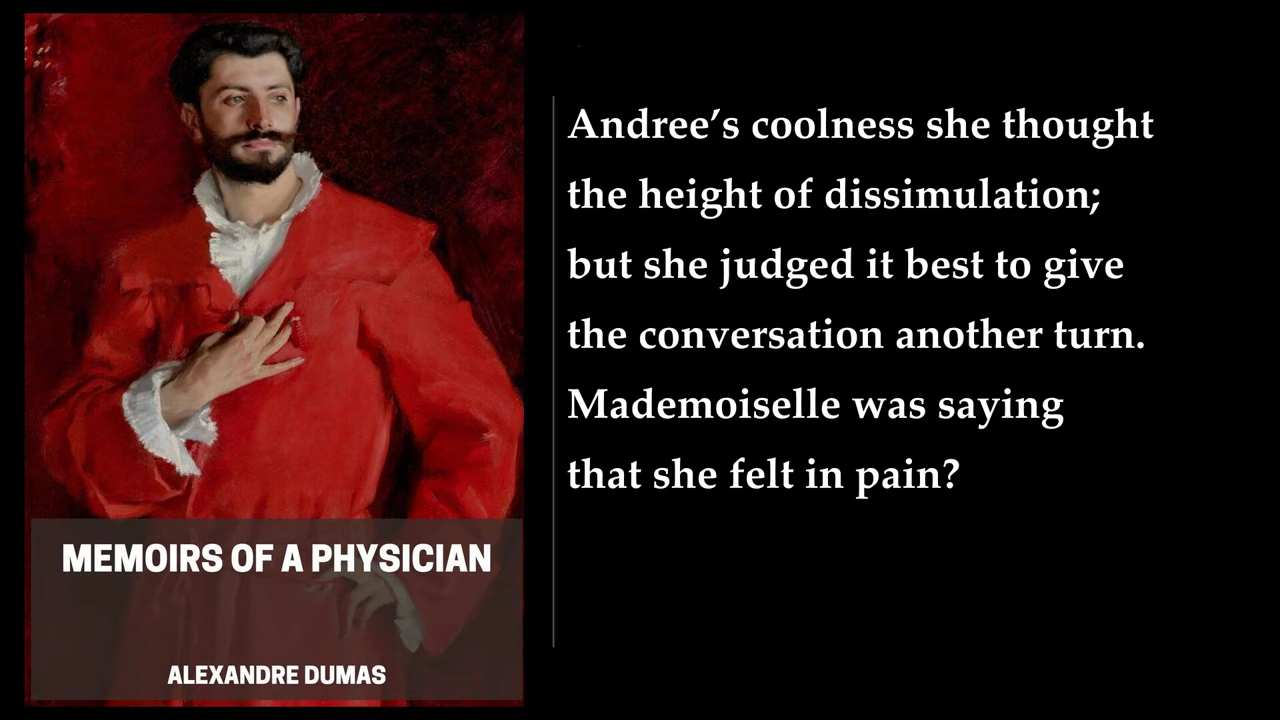 MEMOIRS OF A PHYSICIAN
ALEXANDRE DUMAS
Andree’s coolness she thought
the height of dissimulation;
but she judged it best to give
the conversation another turn.
Mademoiselle was saying
that she felt in pain?